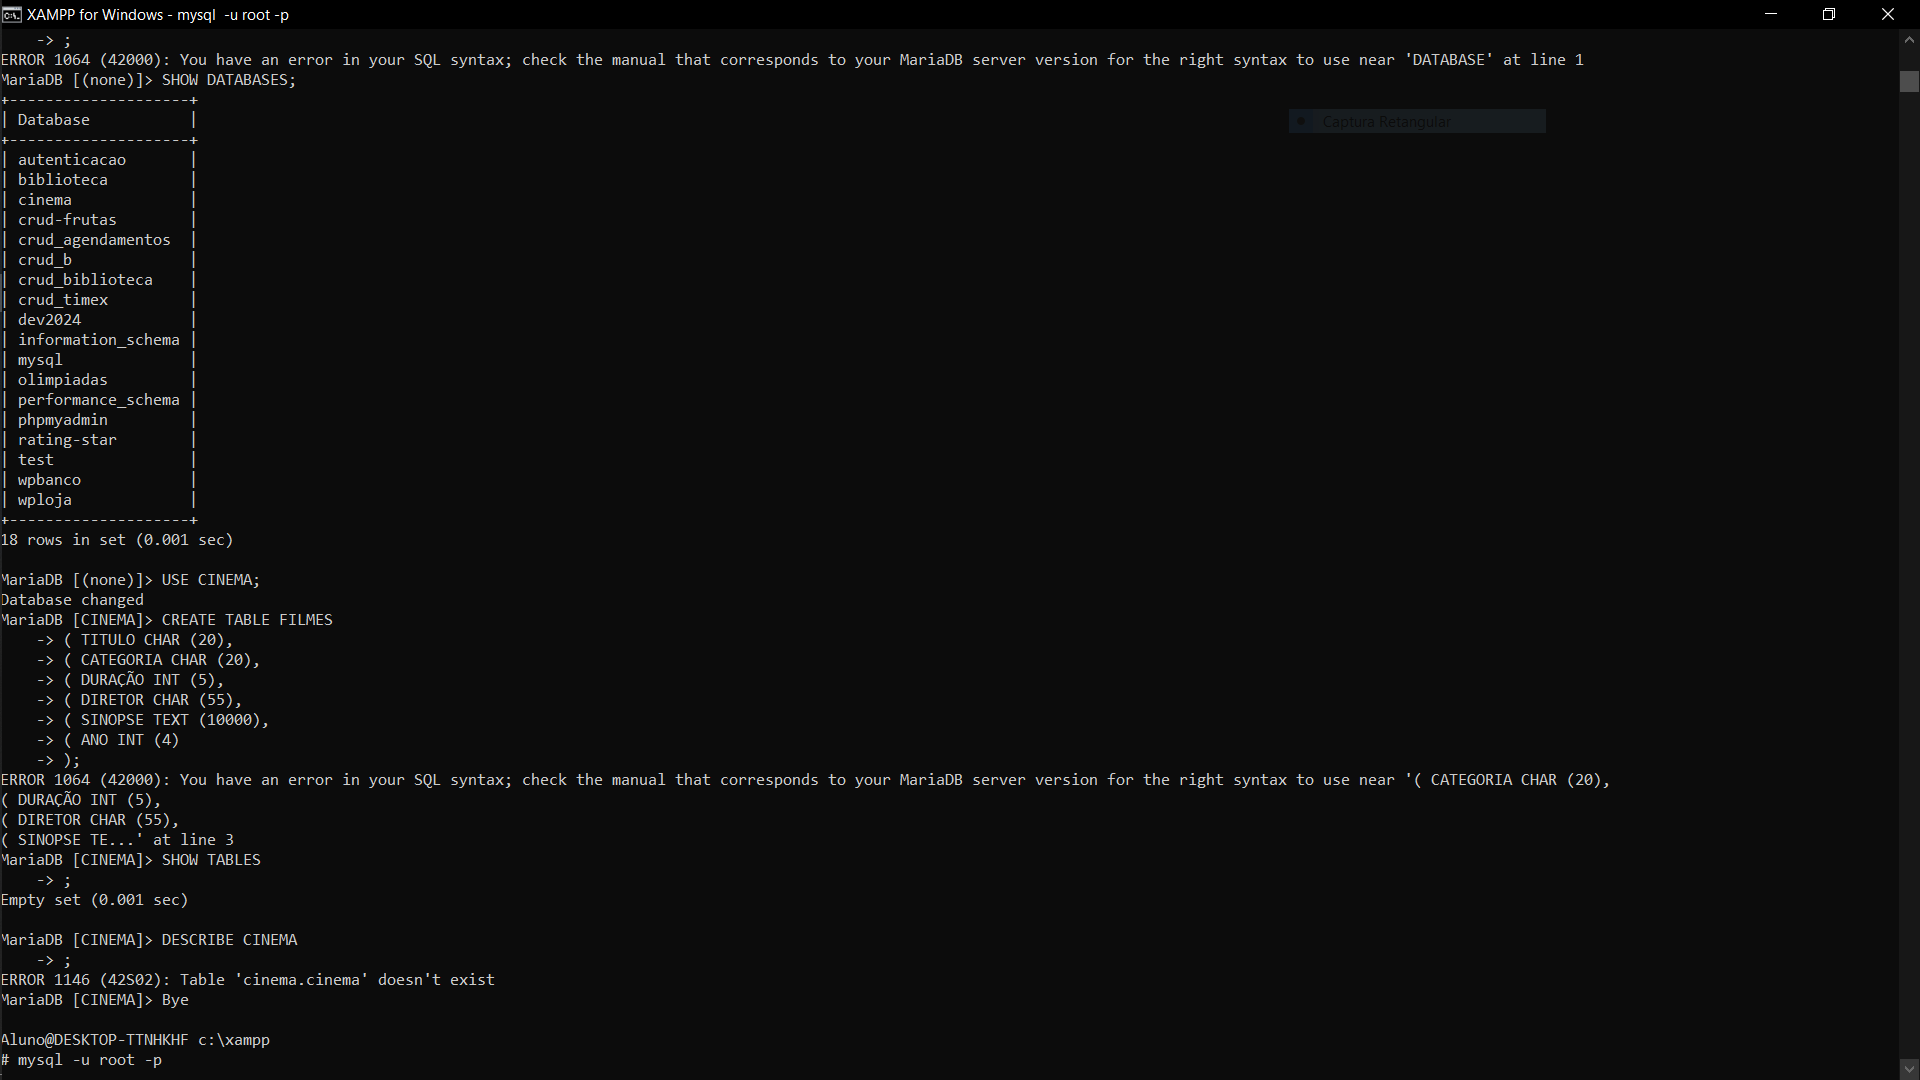 XAMPP for Windows - mysql  -u root -p
    -> ;
ERROR 1064 (42000): You have an error in your SQL syntax; check the manual that corresponds to your MariaDB server version for the right syntax to use near 'DATABASE' at line 1
MariaDB [(none)]> SHOW DATABASES;
+--------------------+
| Database           |
+--------------------+
| autenticacao       |
| biblioteca         |
| cinema             |
| crud-frutas        |
| crud_agendamentos  |
| crud_b             |
| crud_biblioteca    |
| crud_timex         |
| dev2024            |
| information_schema |
| mysql              |
| olimpiadas         |
| performance_schema |
| phpmyadmin         |
| rating-star        |
| test               |
| wpbanco            |
| wploja             |
+--------------------+
18 rows in set (0.001 sec)
MariaDB [(none)]> USE CINEMA;
Database changed
MariaDB [CINEMA]> CREATE TABLE FILMES
    -> ( TITULO CHAR (20),
    -> ( CATEGORIA CHAR (20),
    -> ( DURAÇÃO INT (5),
    -> ( DIRETOR CHAR (55),
    -> ( SINOPSE TEXT (10000),
    -> ( ANO INT (4)
    -> );
ERROR 1064 (42000): You have an error in your SQL syntax; check the manual that corresponds to your MariaDB server version for the right syntax to use near '( CATEGORIA CHAR (20),
( DURAÇÃO INT (5),
( DIRETOR CHAR (55),
( SINOPSE TE...' at line 3
MariaDB [CINEMA]> SHOW TABLES
    -> ;
Empty set (0.001 sec)
MariaDB [CINEMA]> DESCRIBE CINEMA
    -> ;
ERROR 1146 (42S02): Table 'cinema.cinema' doesn't exist
MariaDB [CINEMA]> Bye
Aluno@DESKTOP-TTNHKHF c:\xampp
# mysql -u root -p
Captura Retangular